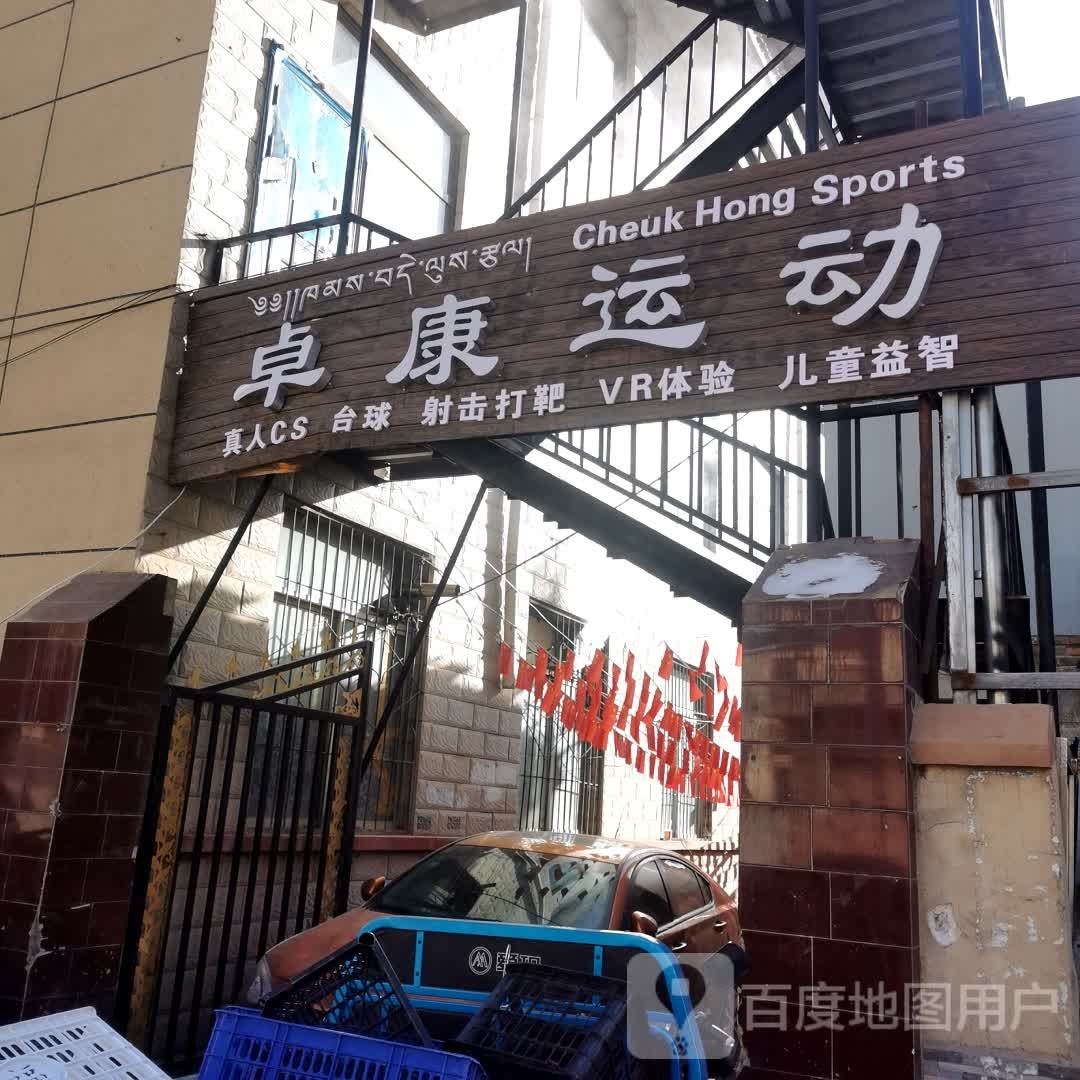 Cheuk Hong Sports
༄༅།།ཁམས་བདེ་ལུས་རྩལ།
卓康运动
真人CS 台球 射击打靶 VR体验 儿童益智
百度地图用户